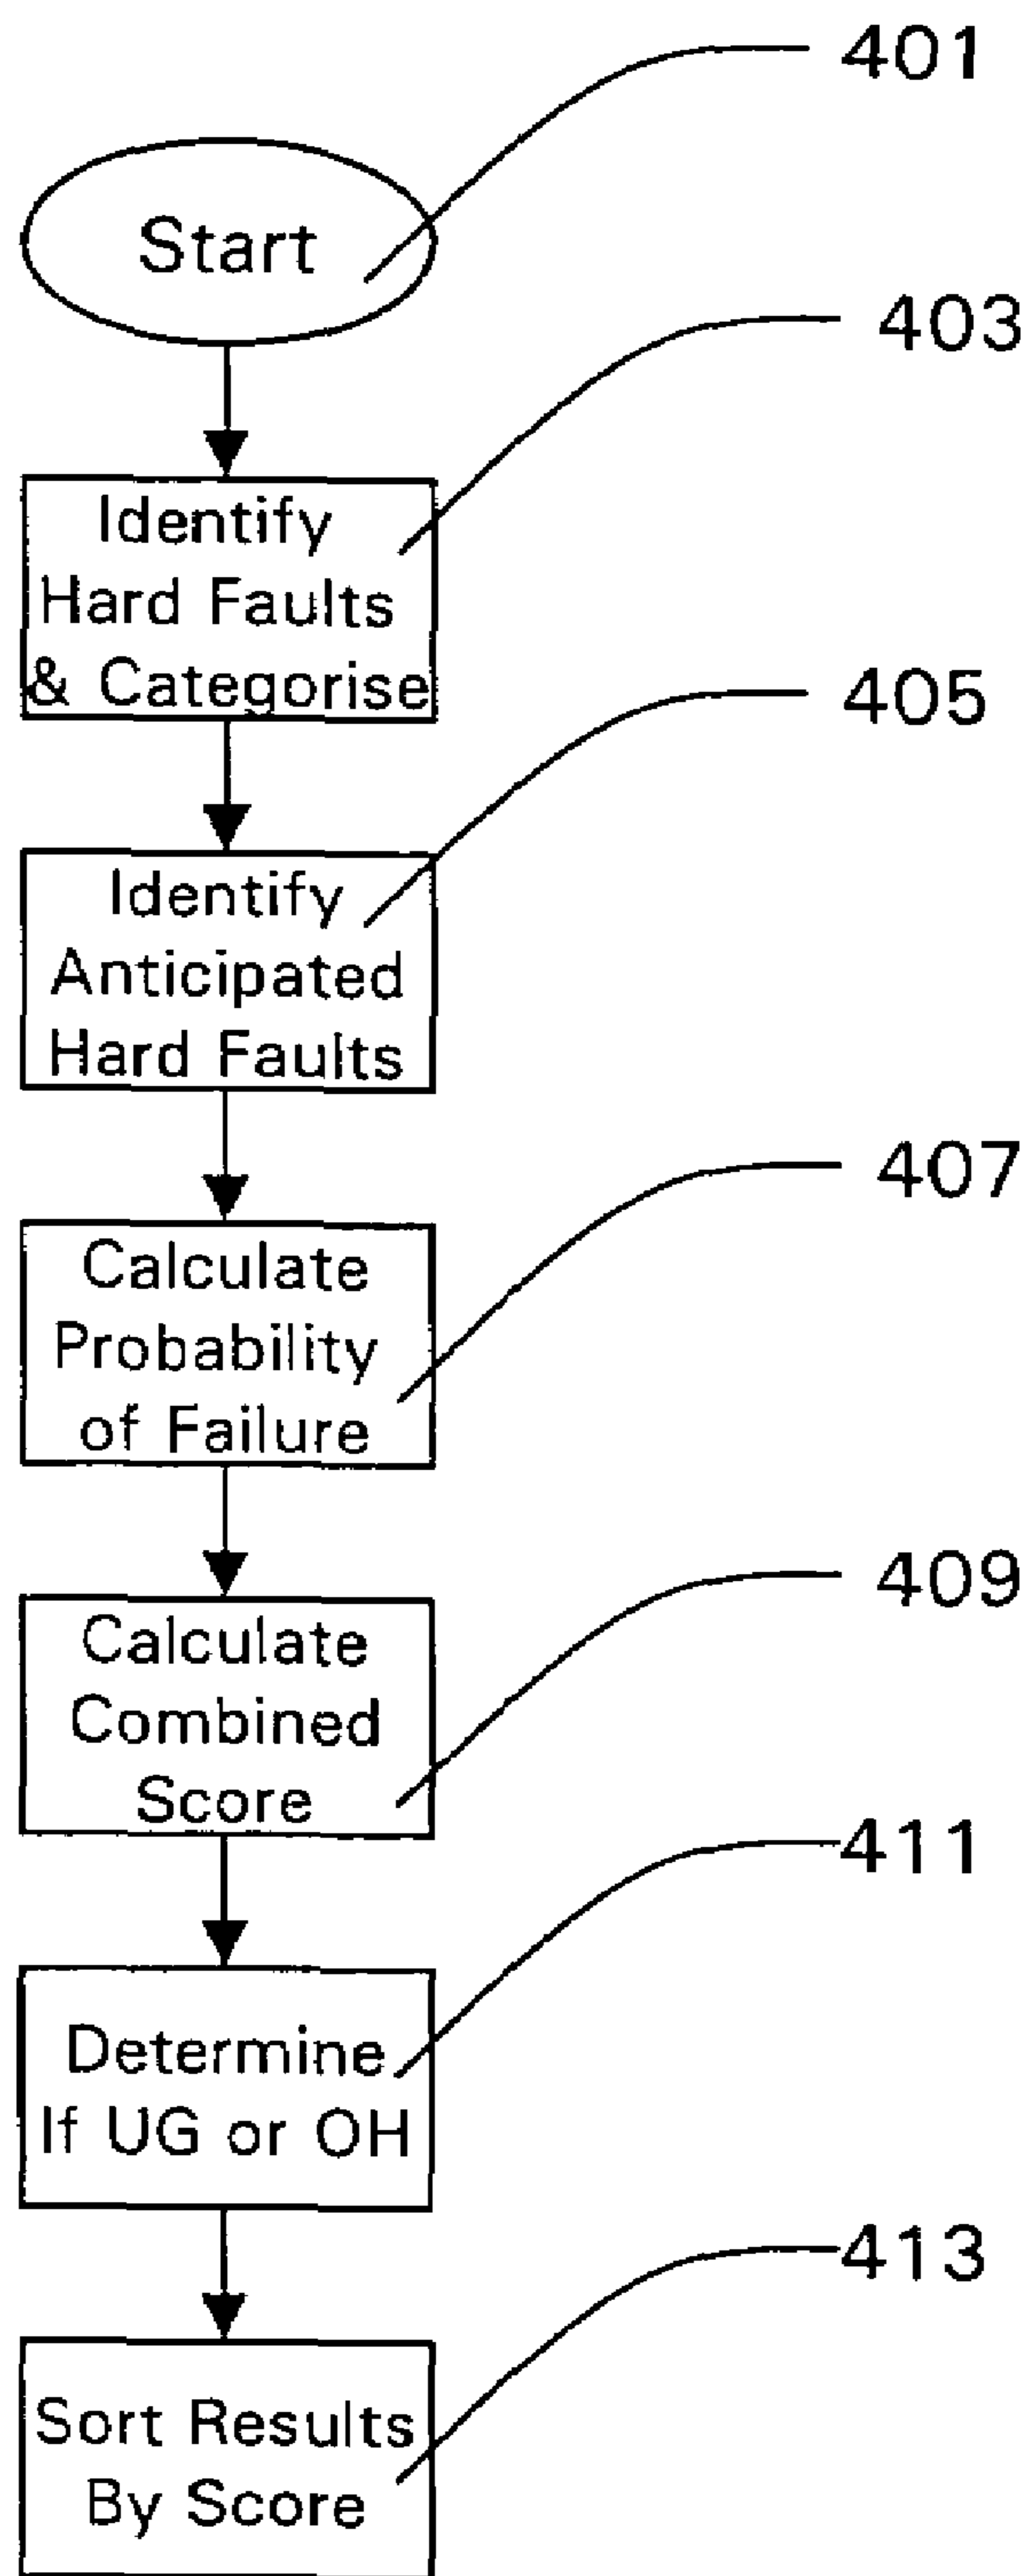 401
Start
403
Identify
Hard Faults
& Categorise
405
Identify
Anticipated
Hard Faults
407
Calculate
Probability
of Failure
409
Calculate
Combined
Score
411
Determine
If UG or OH
413
Sort Results
By Score